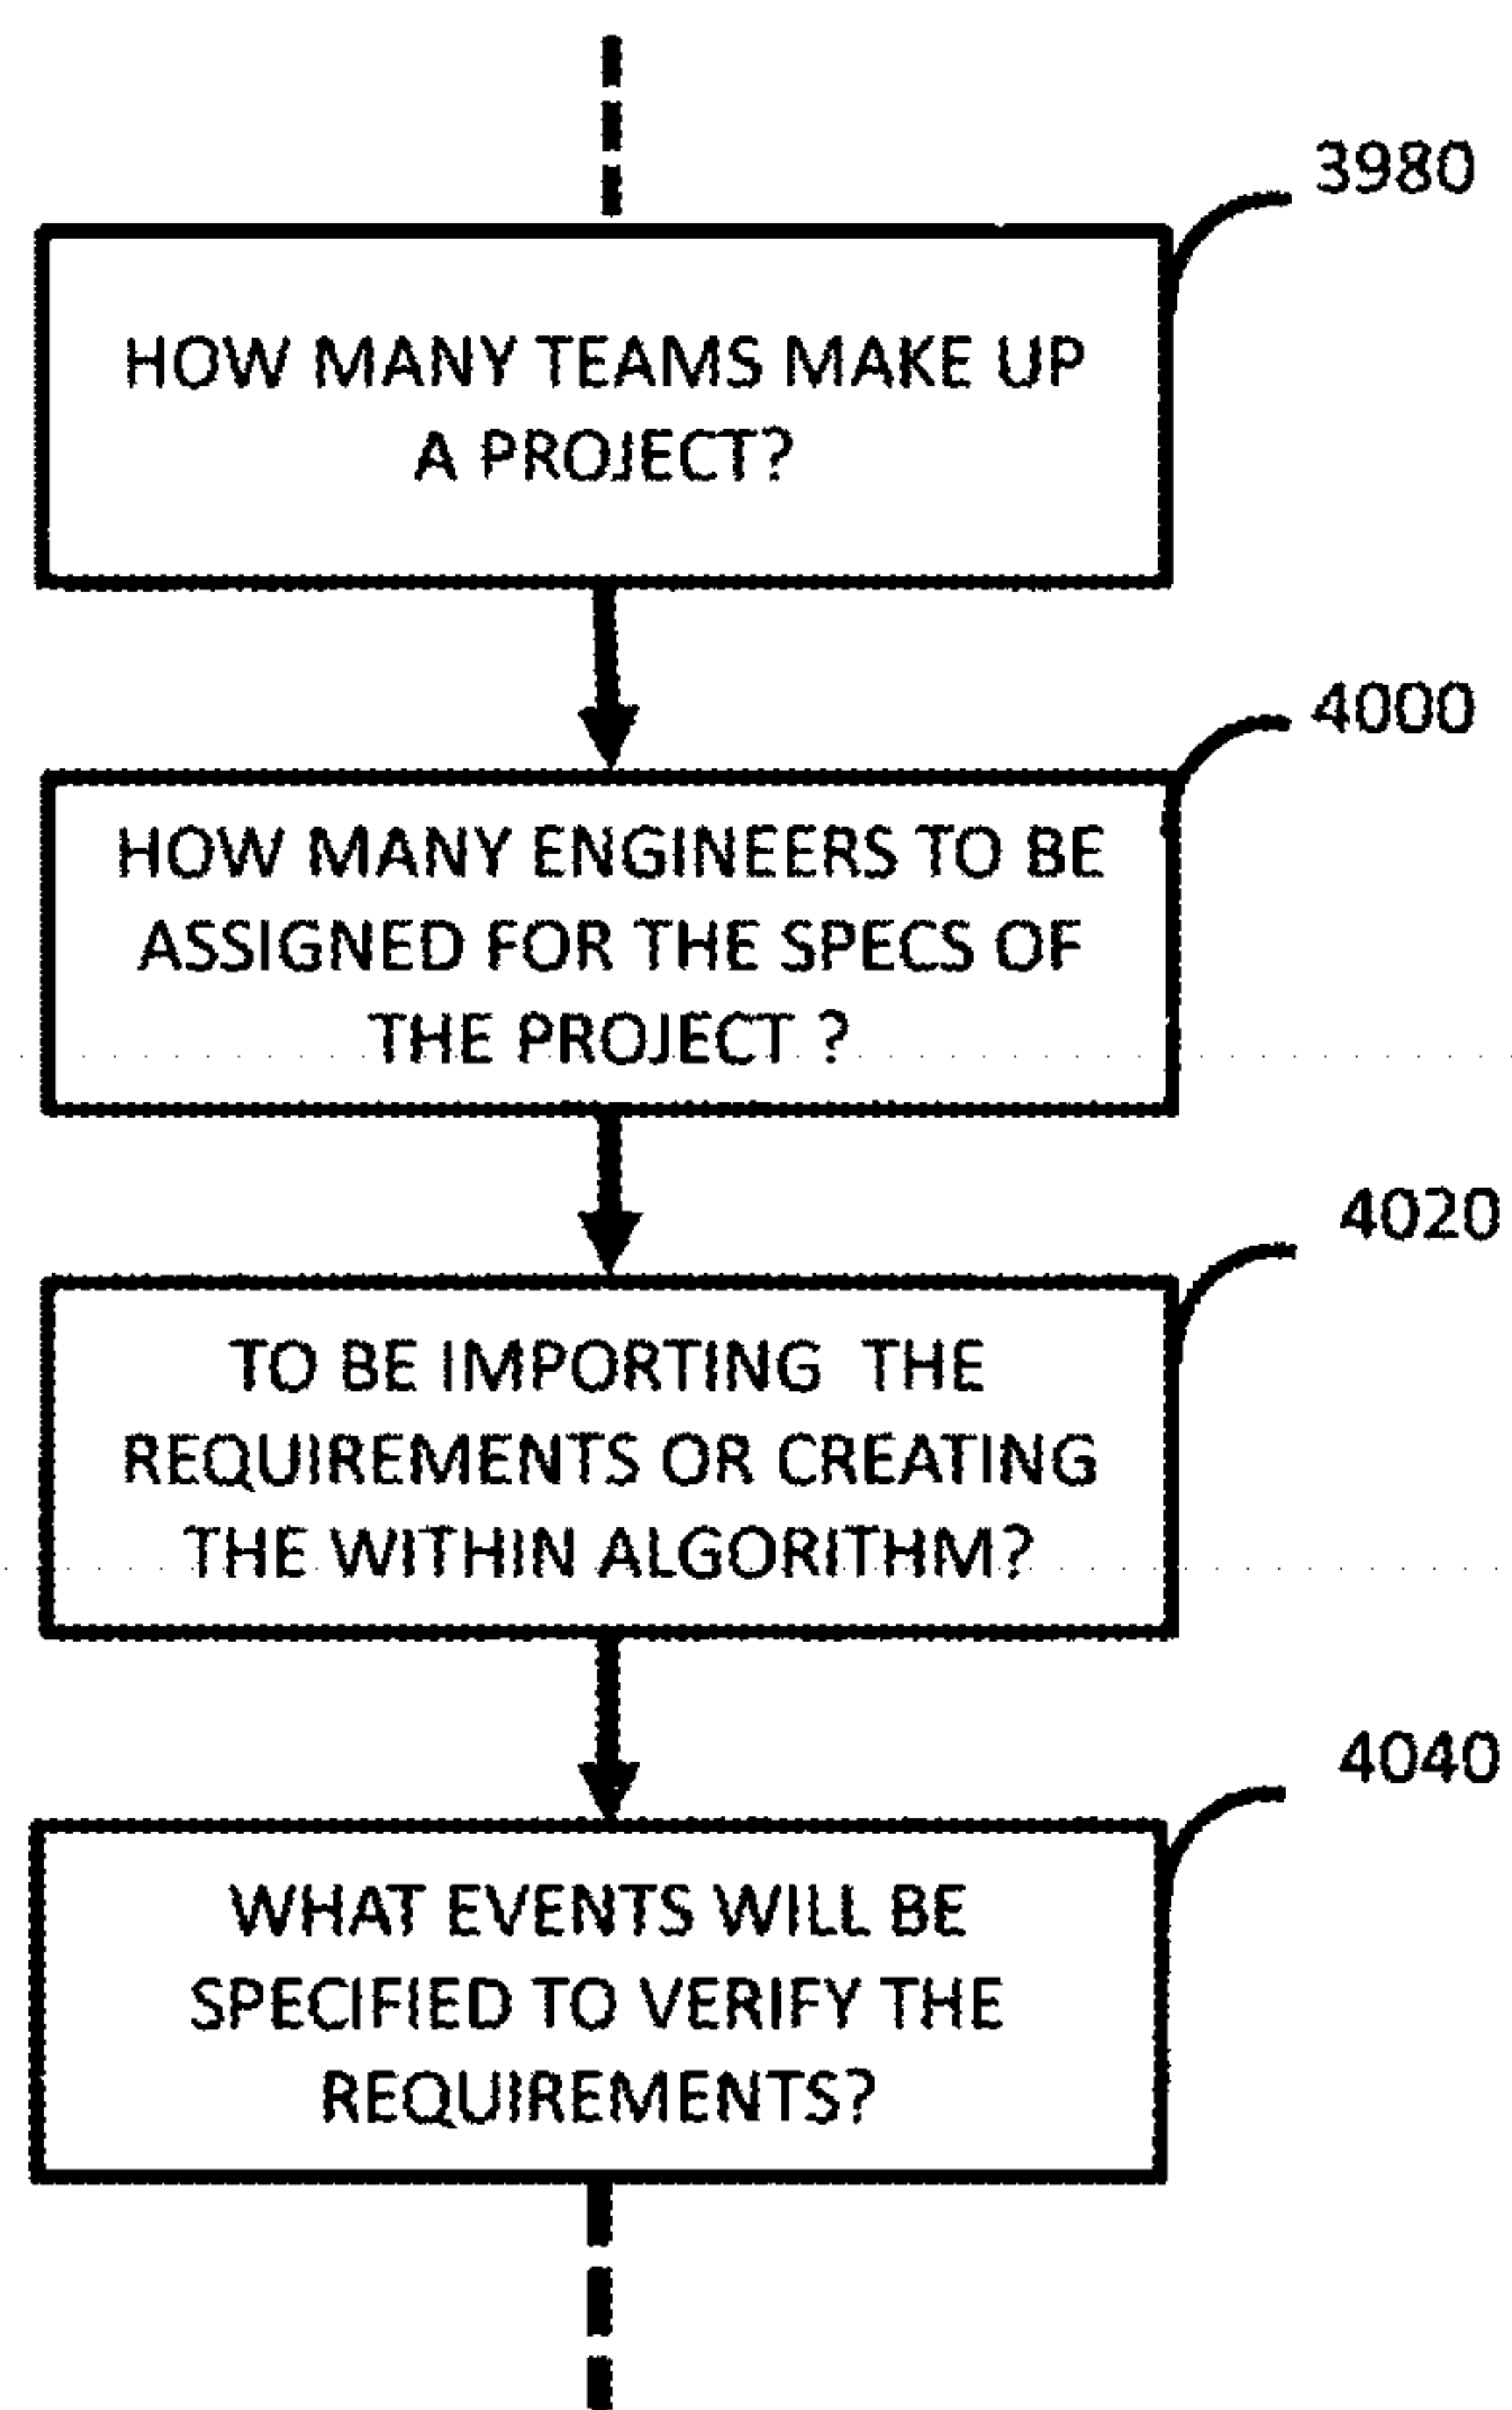 3980
HOW MANY TEAMS MAKE UP
A PROJECT?
4000
HOW MANY ENGINEERS TO BE
ASSIGNED FOR THE SPECS OF
THE PROJECT ?
4020
TO BE IMPORTING THE
REQUIREMENTS OR CREATING
THE WITHIN ALGORITHM?
4040
WHAT EVENTS WILL BE
SPECIFIED TO VERIFY THE
REQUIREMENTS?